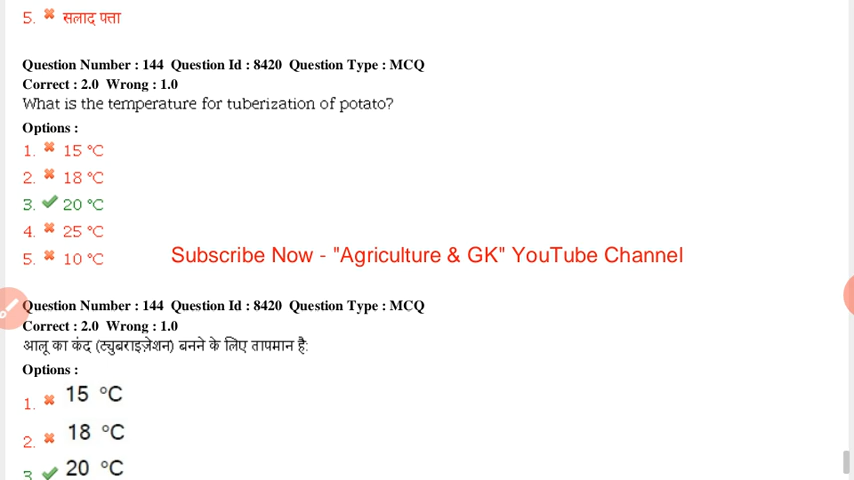 5. सलाद पत्ता
Question Number : 144 Question Id : 8420 Question Type : MCQ
Correct : 2.0 Wrong : 1.0
What is the temperature for tuberization of potato?
Options :
1. 15 °C
2. 18 °C
3. 20 °C
4. 25 °C
5. 10 °C
Subscribe Now - "Agriculture & GK" YouTube Channel
Question Number : 144 Question Id : 8420 Question Type : MCQ
Correct : 2.0 Wrong : 1.0
आलू का कंद (ट्युबराइज़ेशन) बनने के लिए तापमान है:
Options :
1. 15 °C
2. 18 °C
3. 20 °C